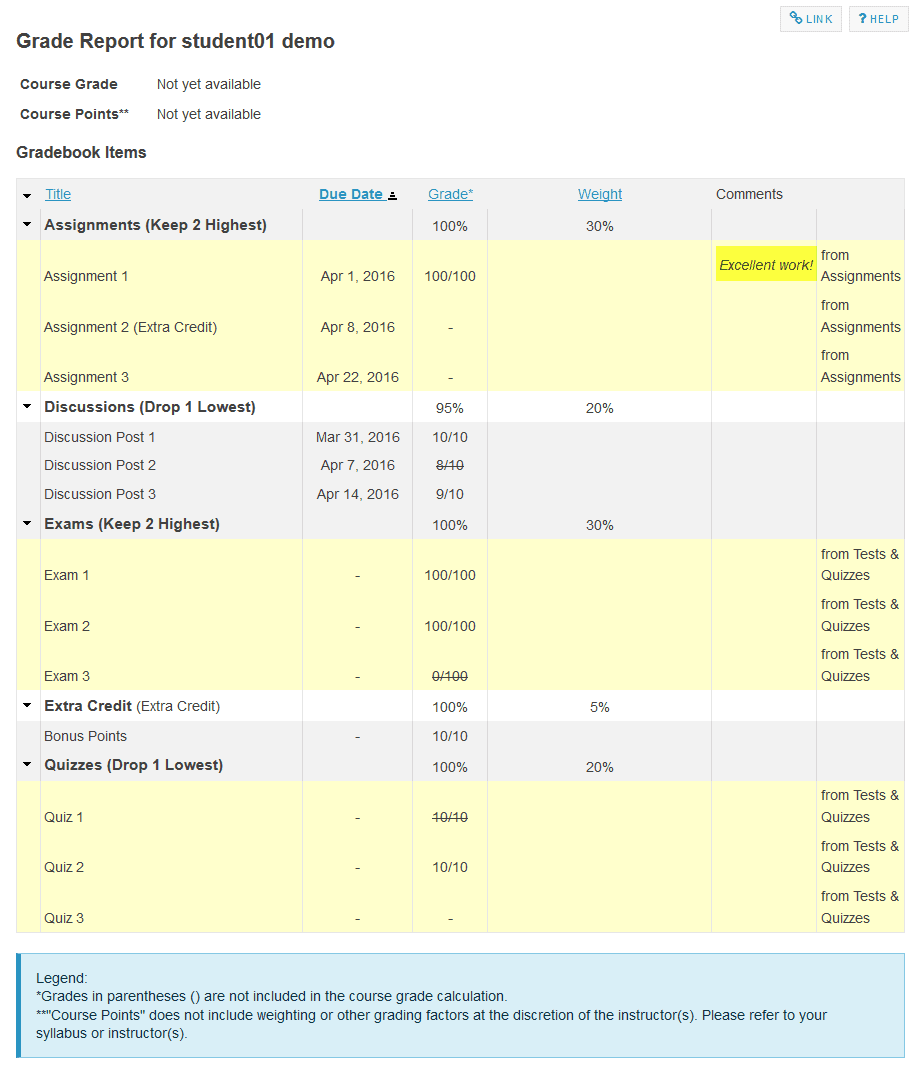 LINK ? HELP
Grade Report for student01 demo
Course Grade Not yet available
Course Points** Not yet available
Gradebook Items
Title Due Date Grade* Weight Comments
Assignments (Keep 2 Highest) 100% 30%
Assignment 1 Apr 1, 2016 100/100 Excellent work! from
Assignments
Assignment 2 (Extra Credit) Apr 8, 2016 - from
Assignments
Assignment 3 Apr 22, 2016 - from
Assignments
Discussions (Drop 1 Lowest) 95% 20%
Discussion Post 1 Mar 31, 2016 10/10
Discussion Post 2 Apr 7, 2016 8/10
Discussion Post 3 Apr 14, 2016 9/10
Exams (Keep 2 Highest) 100% 30%
Exam 1 - 100/100 from Tests &
Quizzes
Exam 2 - 100/100 from Tests &
Quizzes
Exam 3 - 0/100 from Tests &
Quizzes
Extra Credit (Extra Credit) 100% 5%
Bonus Points - 10/10
Quizzes (Drop 1 Lowest) 100% 20%
Quiz 1 - 10/10 from Tests &
Quizzes
Quiz 2 - 10/10 from Tests &
Quizzes
Quiz 3 - - from Tests &
Quizzes
Legend:
*Grades in parentheses () are not included in the course grade calculation.
**"Course Points" does not include weighting or other grading factors at the discretion of the instructor(s). Please refer to your
syllabus or instructor(s).